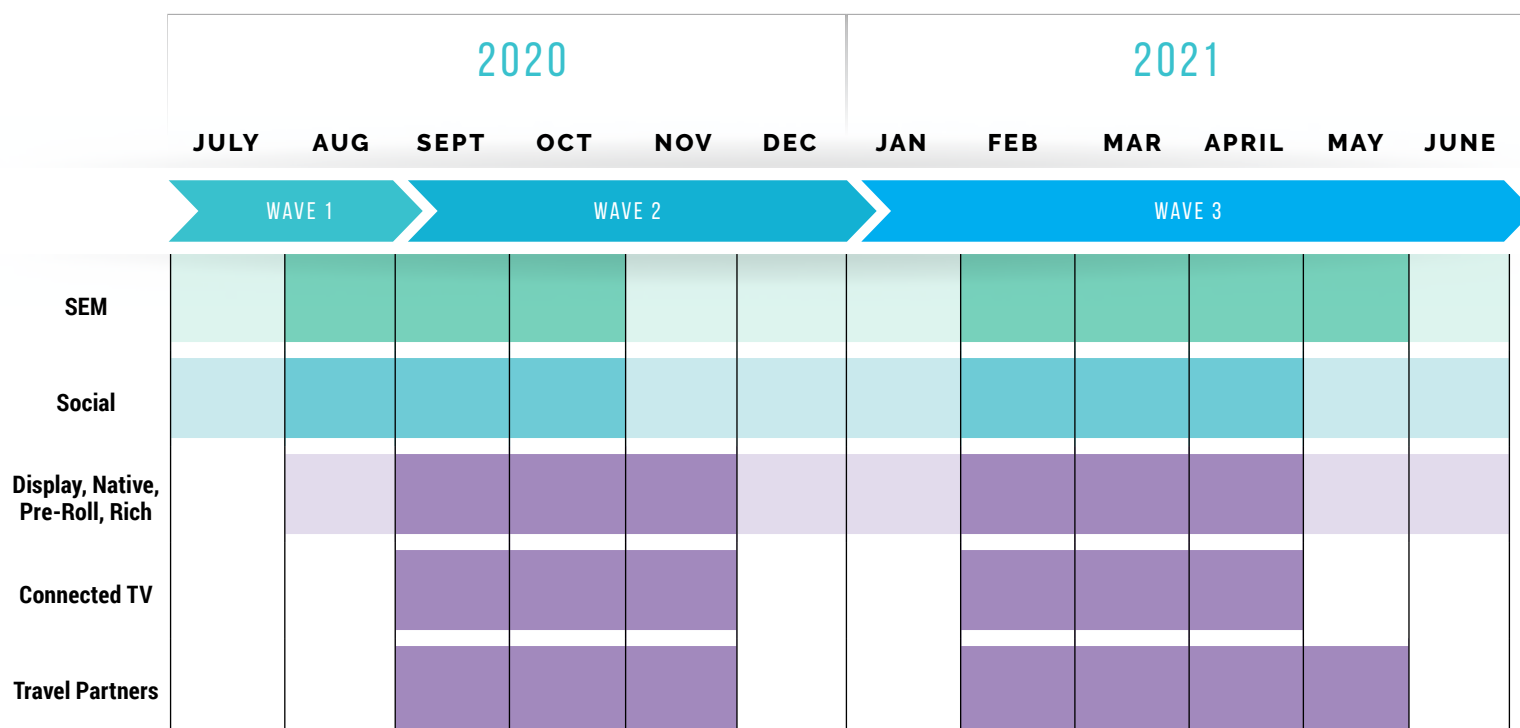 2020 2021
JULY AUG SEPT OCT NOV DEC JAN FEB MAR APRIL MAY JUNE
WAVE 1 WAVE 2 WAVE 3
SEM
Social
Display, Native,
Pre-Roll, Rich
Connected TV
Travel Partners